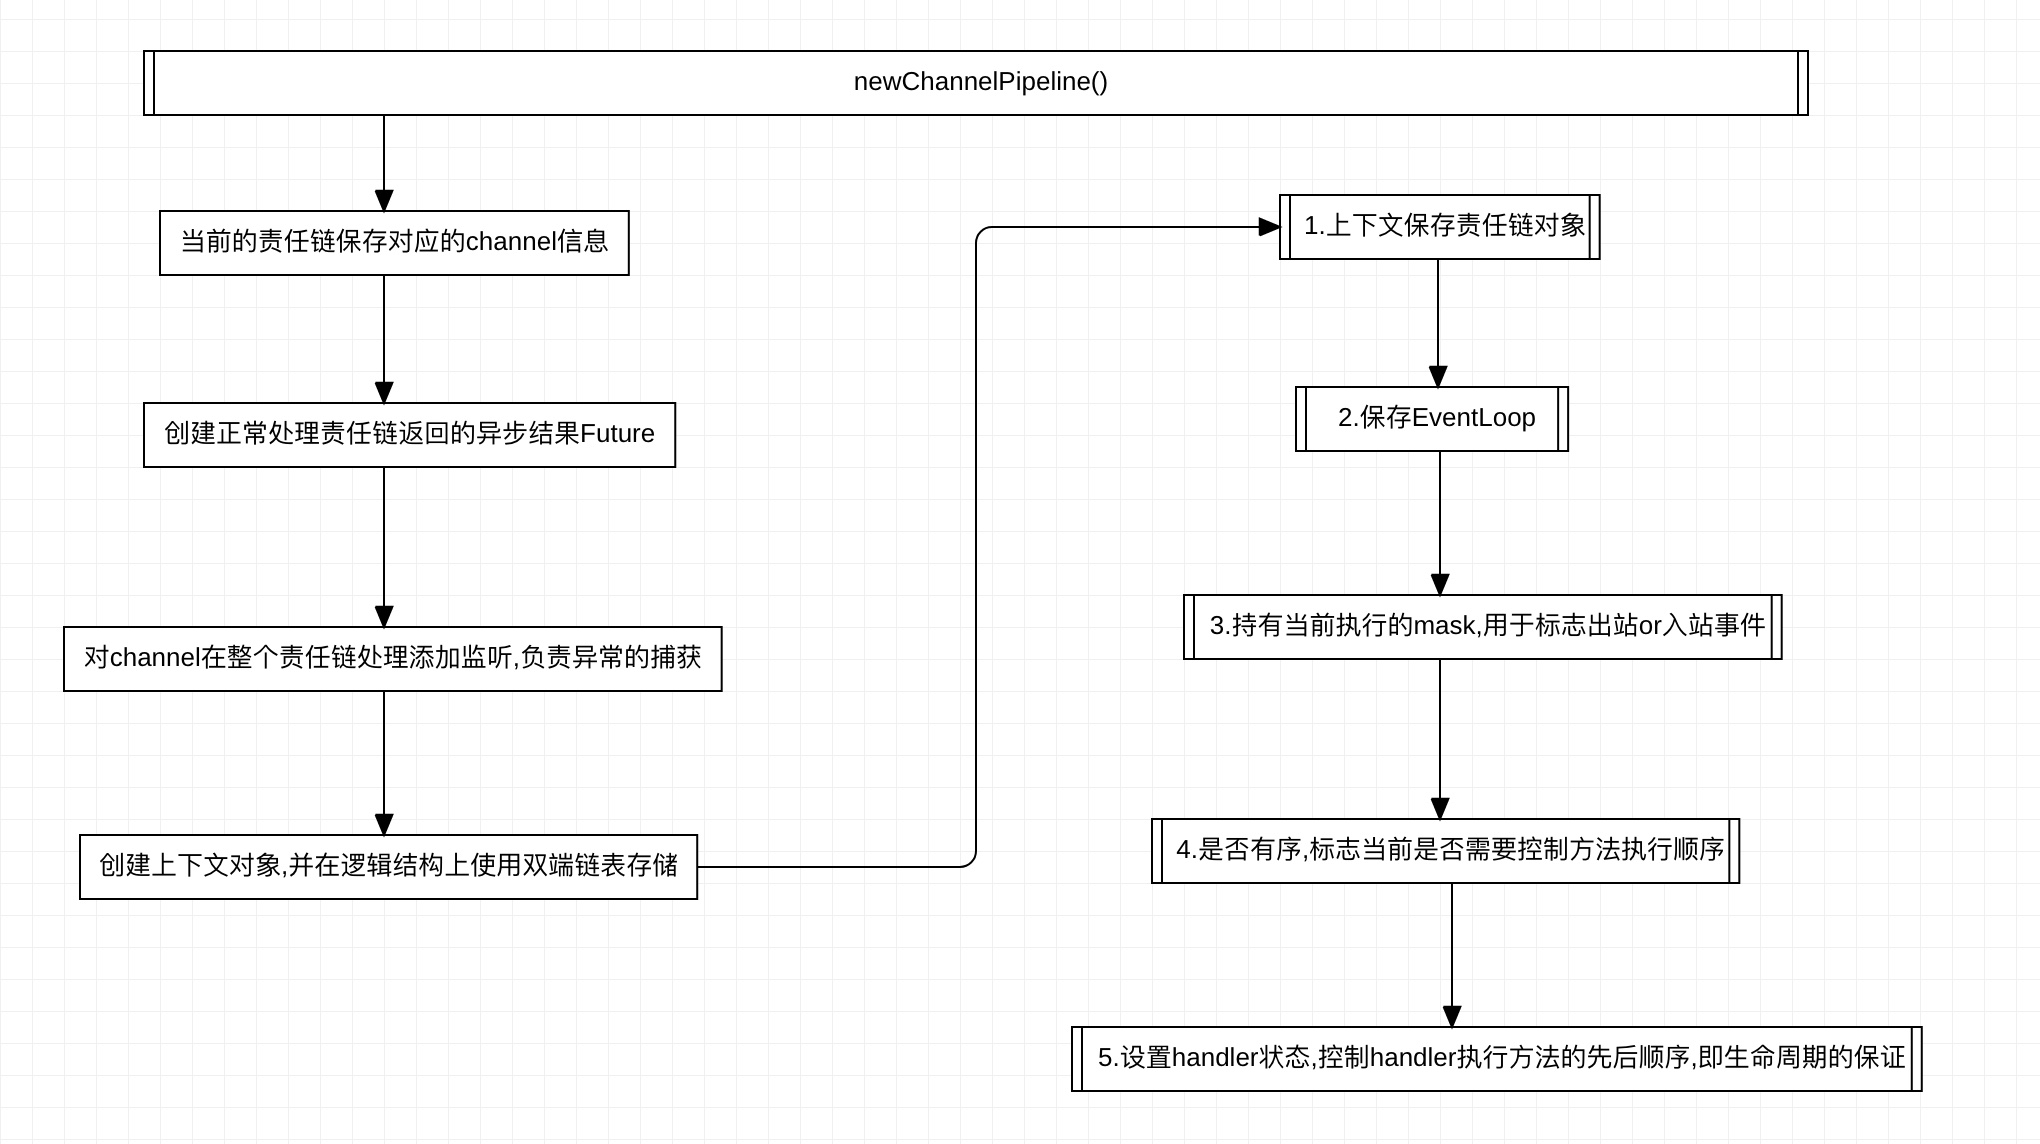 newChannelPipeline()
当前的责任链保存对应的channel信息
创建正常处理责任链返回的异步结果Future
对channel在整个责任链处理添加监听,负责异常的捕获
创建上下文对象,并在逻辑结构上使用双端链表存储
1.上下文保存责任链对象
2.保存EventLoop
3.持有当前执行的mask,用于标志出站or入站事件
4.是否有序,标志当前是否需要控制方法执行顺序
5.设置handler状态,控制handler执行方法的先后顺序,即生命周期的保证